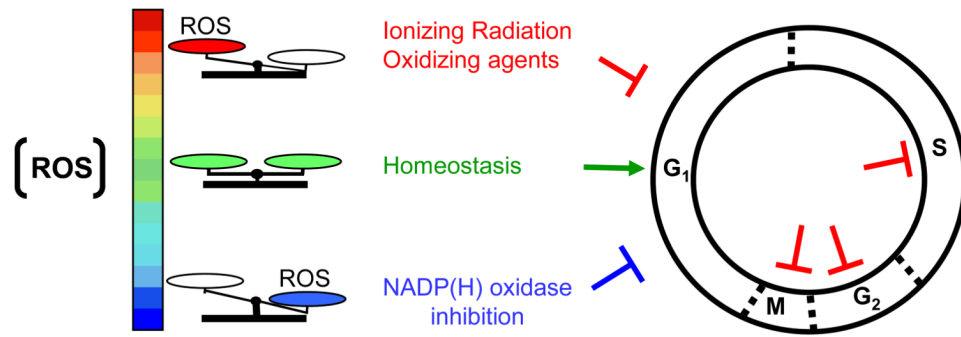 ROS
Ionizing Radiation
Oxidizing agents
[ROS]
Homeostasis
G₁
S
ROS
NADP(H) oxidase
inhibition
M
G₂